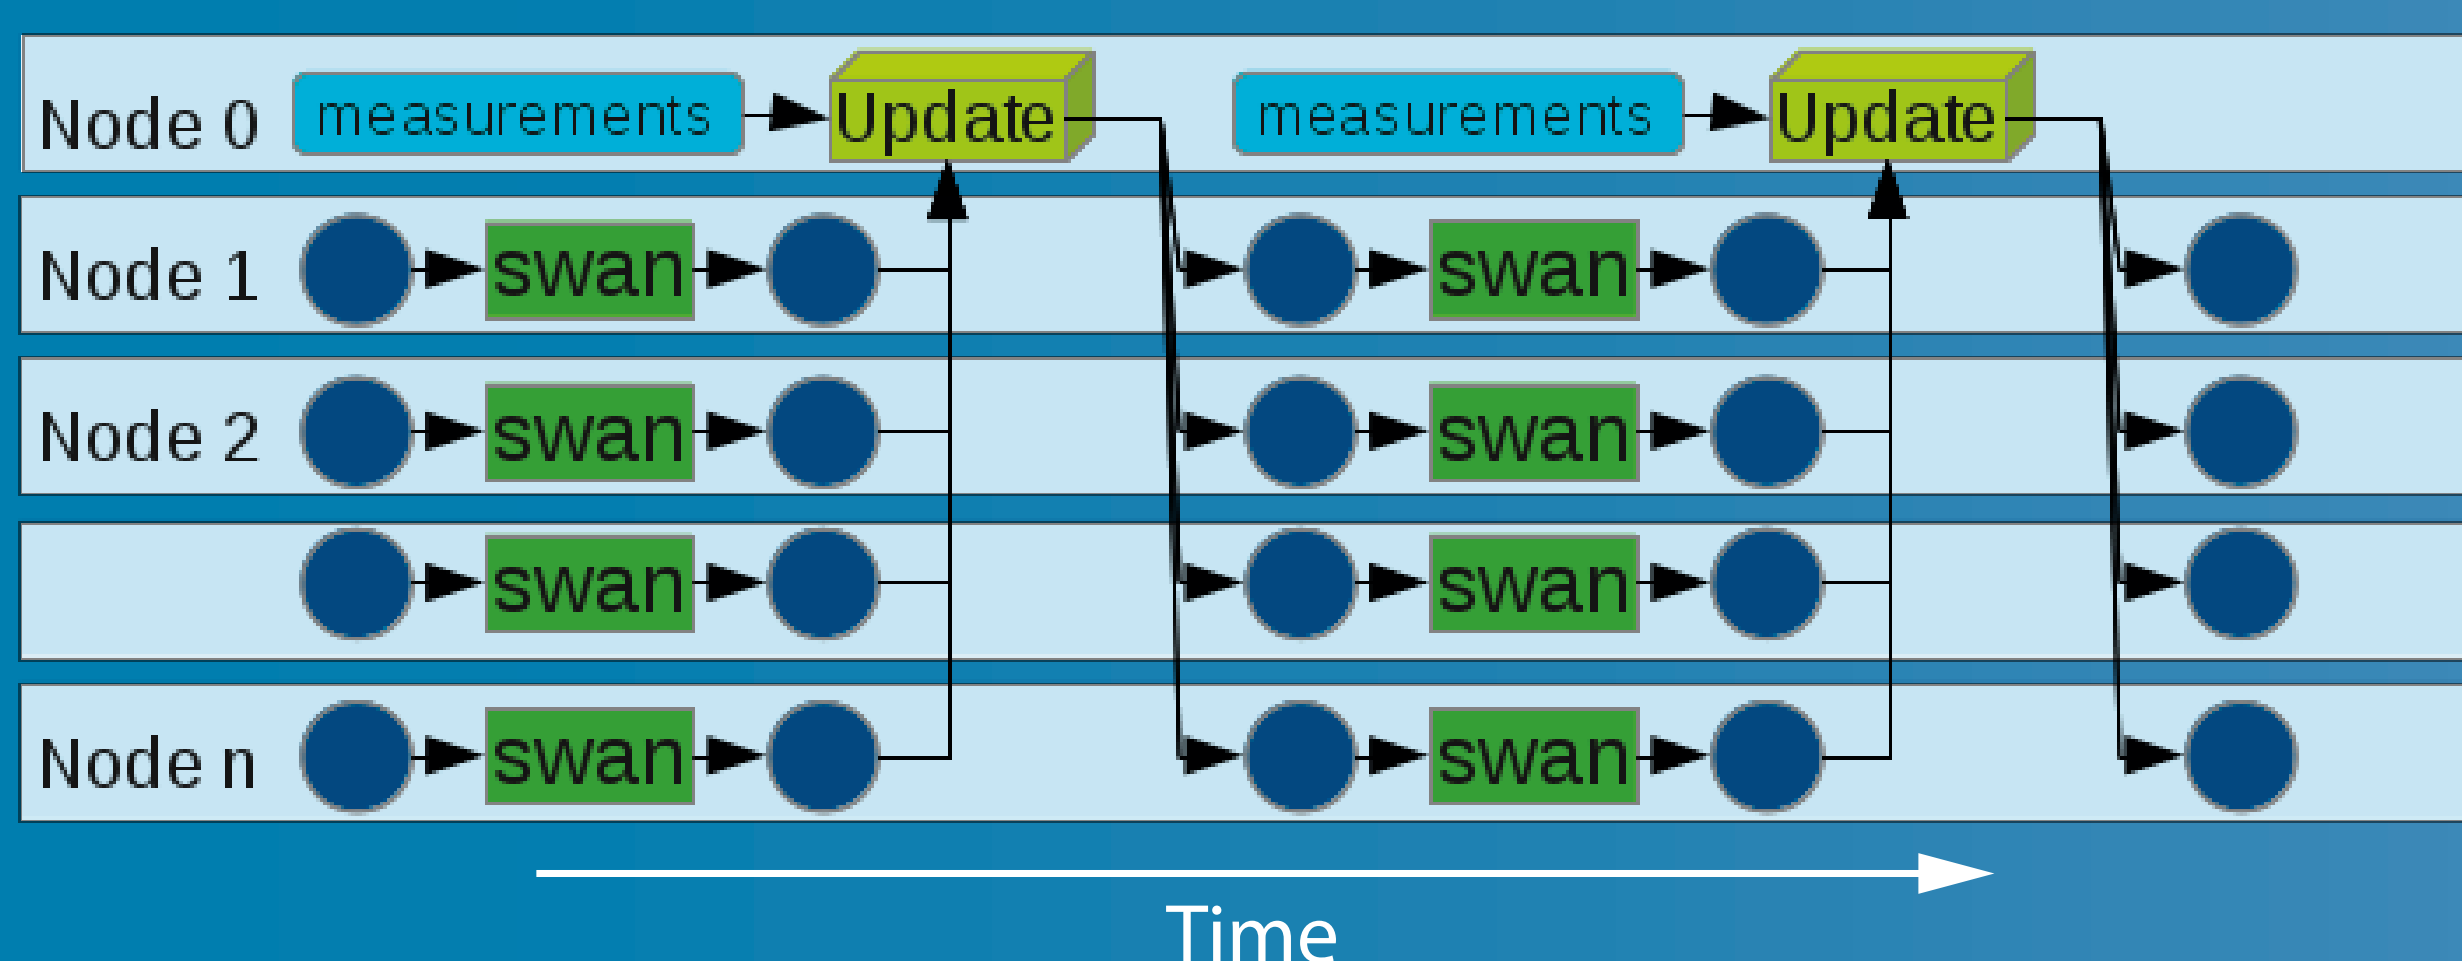 Node 0 measurements Update measurements Update
Node 1 swan swan
Node 2 swan swan
swan swan
Node n swan swan
Time